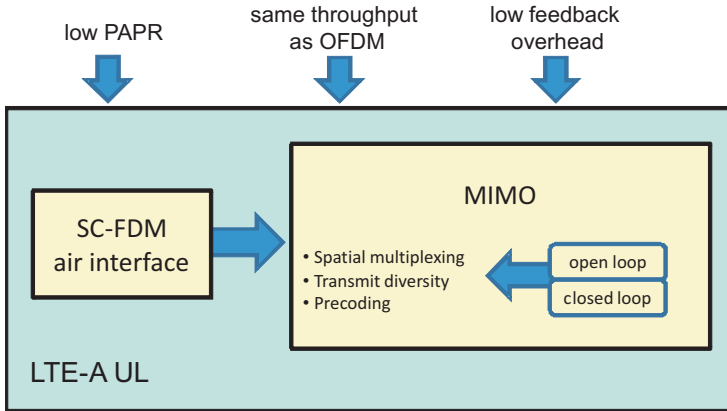 low PAPR
same throughput
as OFDM
low feedback
overhead
MIMO
SC-FDM
air interface
• Spatial multiplexing
• Transmit diversity
• Precoding
open loop
closed loop
LTE-A UL